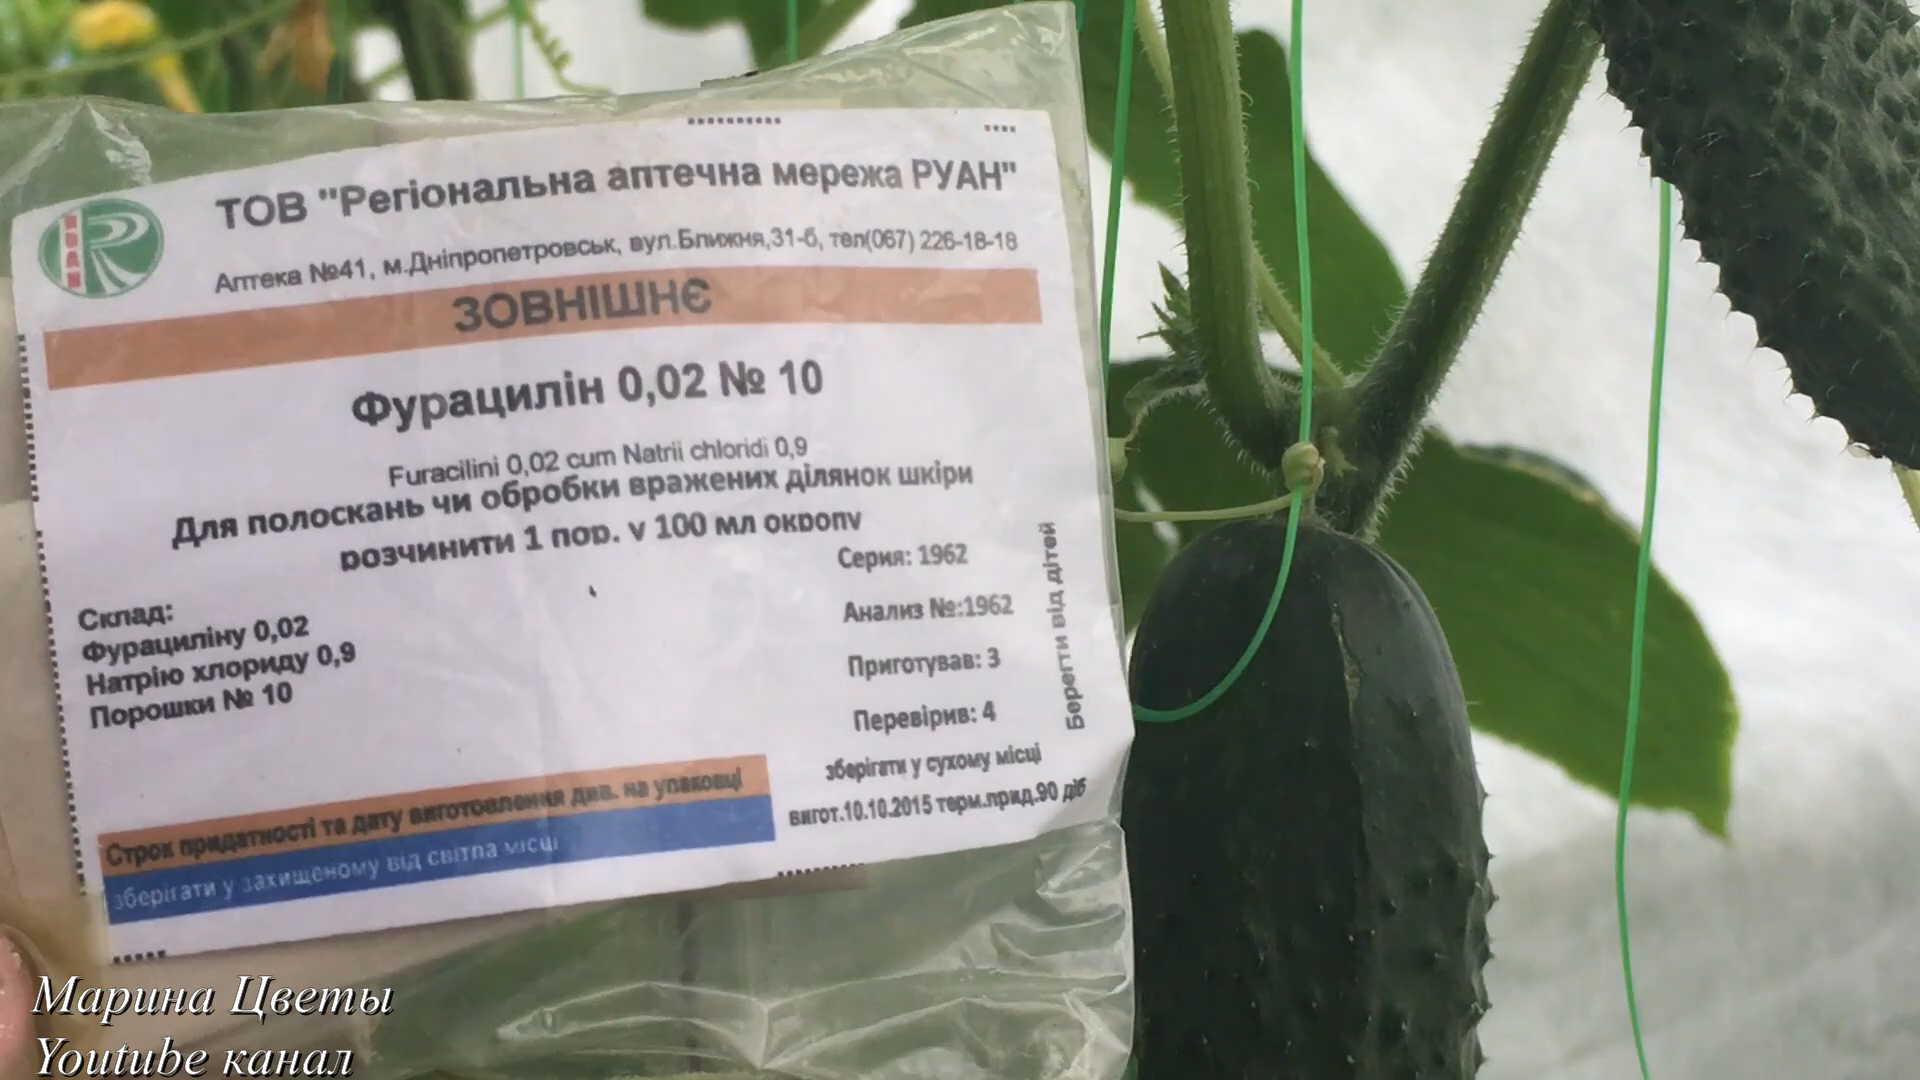 ТОВ "Регіональна аптечна мережа РУАН"
Аптека №41, м.Дніпропетровськ, вул.Ближня,31-б, тел(067) 226-18-18
РУАН
ЗОВНІШНЄ
Фурацилін 0,02 № 10
Furacilini 0,02 cum Natrii chloridi 0,9
Для полоскань чи обробки вражених ділянок шкіри
розчинити 1 пор. у 100 мл окропу
Склад:
Фурациліну 0,02
Натрію хлориду 0,9
Порошки № 10
Серия: 1962
Анализ №:1962
Приготував: 3
Перевірив: 4
зберігати у сухому місці
вигот.10.10.2015 терм.прид.90 діб
Берегти від дітей
Строк придатності та дату виготовлення див. на упаковці
зберігати у захищеному від світла місці
Марина Цветы
Youtube канал